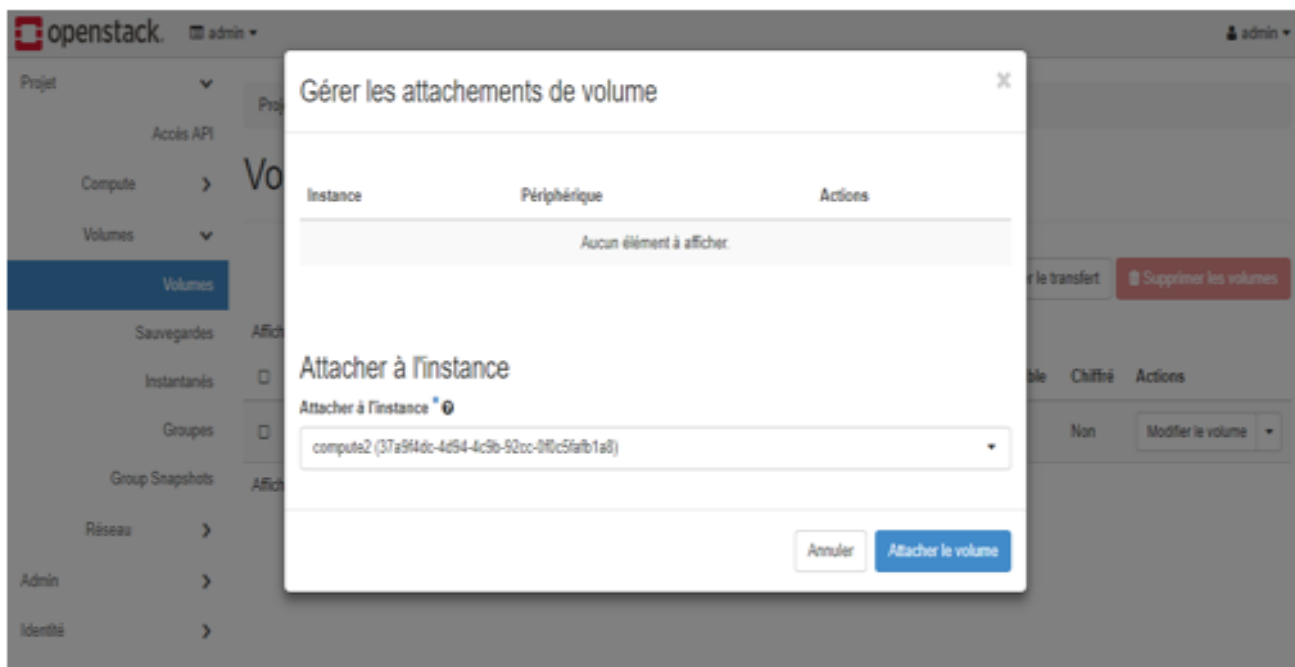 openstack. admin admin
Projet
Accès API
Compute
Volumes
Volumes
Sauvegardes
Instantanés
Groupes
Group Snapshots
Réseau
Admin
Identité
Gérer les attachements de volume ×
Instance Périphérique Actions
Aucun élément à afficher.
Attacher à l'instance
Attacher à l'instance *
compute2 (37a9f4dc-4d94-4c9b-92cc-0f0c5fafb1a8)
Annuler Attacher le volume
le transfert Supprimer les volumes
Chiffré Actions
Non Modifier le volume